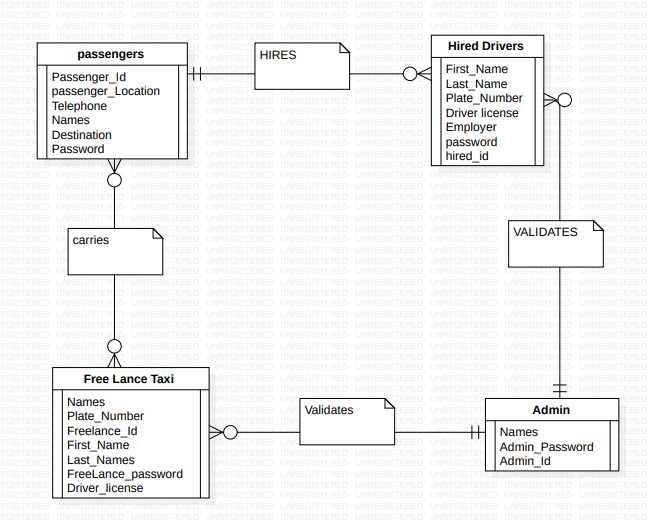 passengers
Passenger_Id
passenger_Location
Telephone
Names
Destination
Password
HIRES
Hired Drivers
First_Name
Last_Name
Plate_Number
Driver license
Employer
password
hired_id
carries
VALIDATES
Free Lance Taxi
Names
Plate_Number
Freelance_Id
First_Name
Last_Names
FreeLance_password
Driver_license
Validates
Admin
Names
Admin_Password
Admin_Id
UNREGISTERED